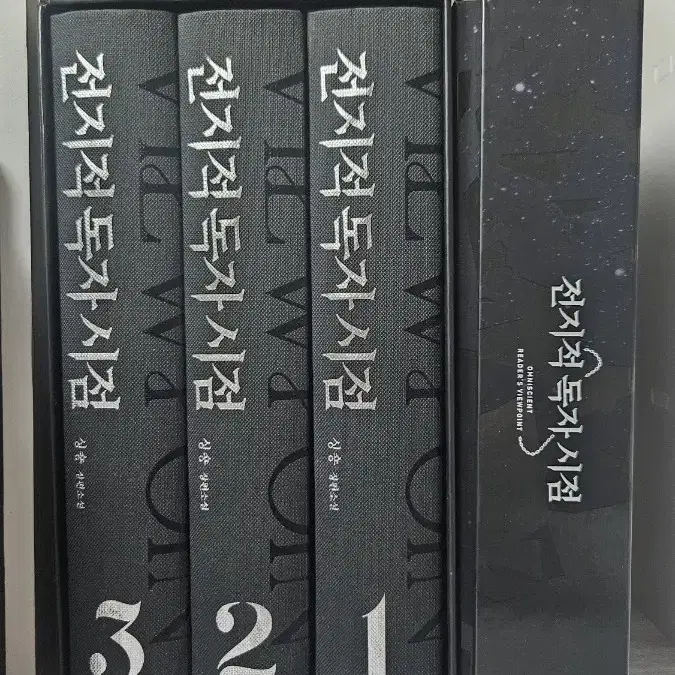 전지적 독자 시점
OMNISCIENT
READER'S VIEWPOINT
전지적 독자 시점
싱숑 장편소설
1
전지적 독자 시점
싱숑 장편소설
2
전지적 독자 시점
싱숑 장편소설
3